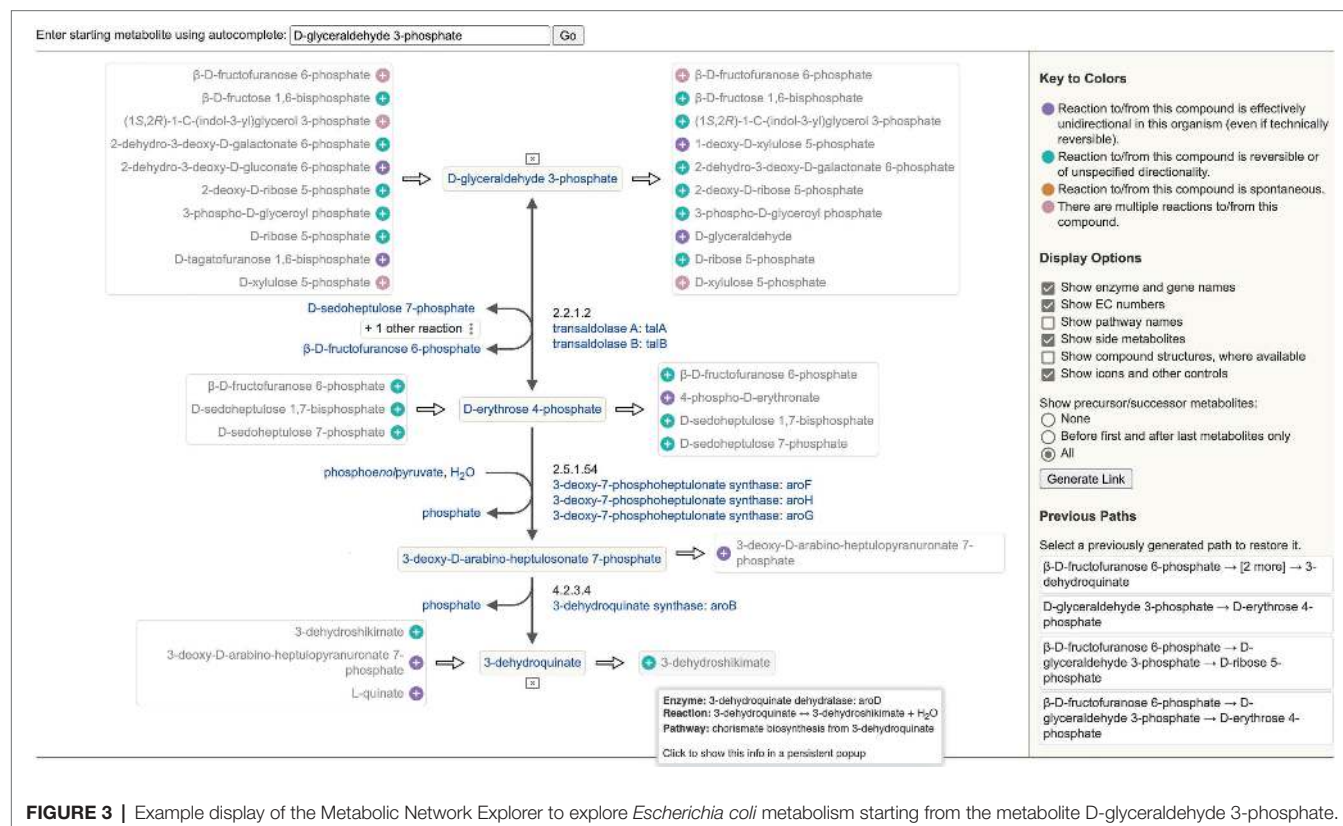 Enter starting metabolite using autocomplete: D-glyceraldehyde 3-phosphate Go
β-D-fructofuranose 6-phosphate
β-D-fructose 1,6-bisphosphate
(1S,2R)-1-C-(indol-3-yl)glycerol 3-phosphate
2-dehydro-3-deoxy-D-galactonate 6-phosphate
2-dehydro-3-deoxy-D-gluconate 6-phosphate
2-deoxy-D-ribose 5-phosphate
3-phospho-D-glyceroyl phosphate
D-ribose 5-phosphate
D-tagatofuranose 1,6-bisphosphate
D-xylulose 5-phosphate
D-glyceraldehyde 3-phosphate
β-D-fructofuranose 6-phosphate
β-D-fructose 1,6-bisphosphate
(1S,2R)-1-C-(indol-3-yl)glycerol 3-phosphate
1-deoxy-D-xylulose 5-phosphate
2-dehydro-3-deoxy-D-galactonate 6-phosphate
2-deoxy-D-ribose 5-phosphate
3-phospho-D-glyceroyl phosphate
D-glyceraldehyde
D-ribose 5-phosphate
D-xylulose 5-phosphate
D-sedoheptulose 7-phosphate
+ 1 other reaction
β-D-fructofuranose 6-phosphate
2.2.1.2
transaldolase A: talA
transaldolase B: talB
β-D-fructofuranose 6-phosphate
D-sedoheptulose 1,7-bisphosphate
D-sedoheptulose 7-phosphate
D-erythrose 4-phosphate
β-D-fructofuranose 6-phosphate
4-phospho-D-erythronate
D-sedoheptulose 1,7-bisphosphate
D-sedoheptulose 7-phosphate
phosphoenolpyruvate, H2O
phosphate
2.5.1.54
3-deoxy-7-phosphoheptulonate synthase: aroF
3-deoxy-7-phosphoheptulonate synthase: aroH
3-deoxy-7-phosphoheptulonate synthase: aroG
3-deoxy-D-arabino-heptulosonate 7-phosphate
3-deoxy-D-arabino-heptulopyranuronate 7-
phosphate
phosphate
4.2.3.4
3-dehydroquinate synthase: aroB
3-dehydroshikimate
3-deoxy-D-arabino-heptulopyranuronate 7-
phosphate
L-quinate
3-dehydroquinate
3-dehydroshikimate
Enzyme: 3-dehydroquinate dehydratase: aroD
Reaction: 3-dehydroquinate ↔ 3-dehydroshikimate + H2O
Pathway: chorismate biosynthesis from 3-dehydroquinate
Click to show this info in a persistent popup
Key to Colors
Reaction to/from this compound is effectively
unidirectional in this organism (even if technically
reversible).
Reaction to/from this compound is reversible or
of unspecified directionality.
Reaction to/from this compound is spontaneous.
There are multiple reactions to/from this
compound.
Display Options
Show enzyme and gene names
Show EC numbers
Show pathway names
Show side metabolites
Show compound structures, where available
Show icons and other controls
Show precursor/successor metabolites:
None
Before first and after last metabolites only
All
Generate Link
Previous Paths
Select a previously generated path to restore it.
β-D-fructofuranose 6-phosphate → [2 more] → 3-
dehydroquinate
D-glyceraldehyde 3-phosphate → D-erythrose 4-
phosphate
β-D-fructofuranose 6-phosphate → D-
glyceraldehyde 3-phosphate → D-ribose 5-
phosphate
β-D-fructofuranose 6-phosphate → D-
glyceraldehyde 3-phosphate → D-erythrose 4-
phosphate
FIGURE 3 | Example display of the Metabolic Network Explorer to explore Escherichia coli metabolism starting from the metabolite D-glyceraldehyde 3-phosphate.